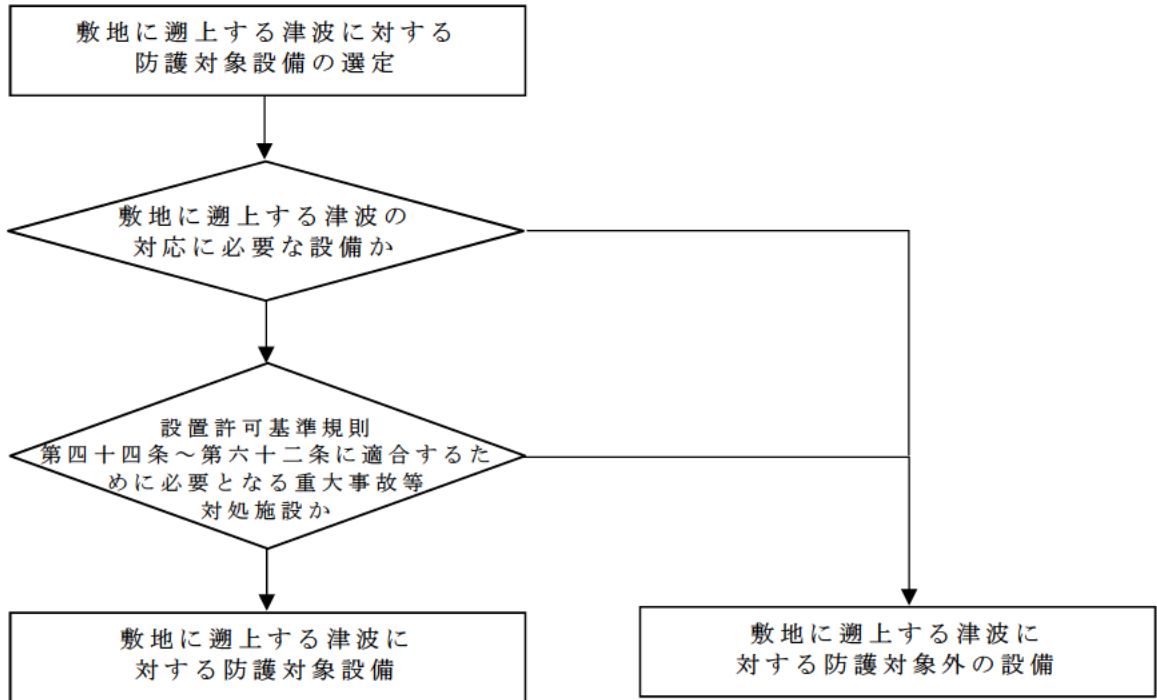 敷地に遡上する津波に対する
防護対象設備の選定
敷地に遡上する津波の
対応に必要な設備か
設置許可基準規則
第四十四条～第六十二条に適合するた
めに必要となる重大事故等
対処施設か
敷地に遡上する津波に
対する防護対象設備
敷地に遡上する津波に
対する防護対象外の設備